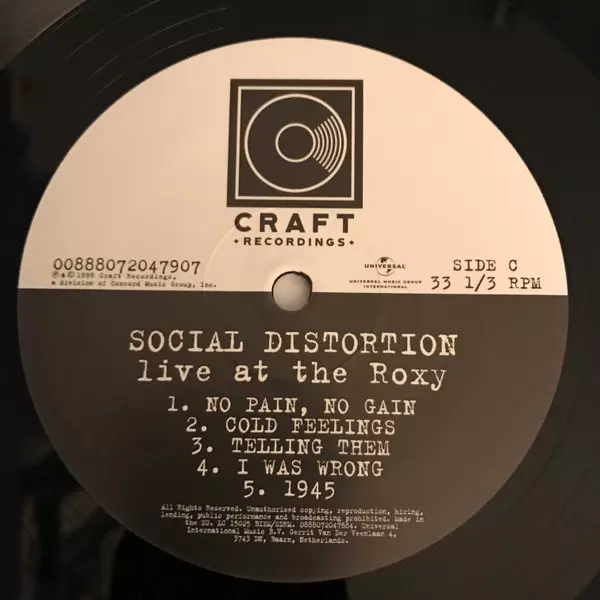 CRAFT
• RECORDINGS •
00888072047907
℗ & © 1998 Craft Recordings,
a division of Concord Music Group, Inc.
UNIVERSAL
UNIVERSAL MUSIC GROUP
INTERNATIONAL
SIDE C
33 1/3 RPM
SOCIAL DISTORTION
live at the Roxy
1. NO PAIN, NO GAIN
2. COLD FEELINGS
3. TELLING THEM
4. I WAS WRONG
5. 1945
All Rights Reserved. Unauthorised copying, reproduction, hiring,
lending, public performance and broadcasting prohibited. Made in
the EU. LC 15025 BIEM/SDRM. 0888072047884. Universal
International Music B.V. Gerrit Van Der Veenlaan 4,
3743 DN, Baarn, Netherlands.